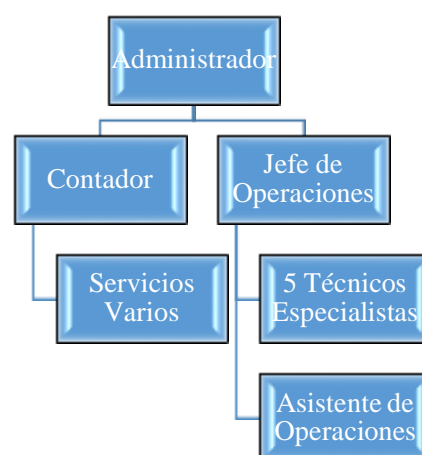 Administrador
Contador
Jefe de
Operaciones
Servicios
Varios
5 Técnicos
Especialistas
Asistente de
Operaciones